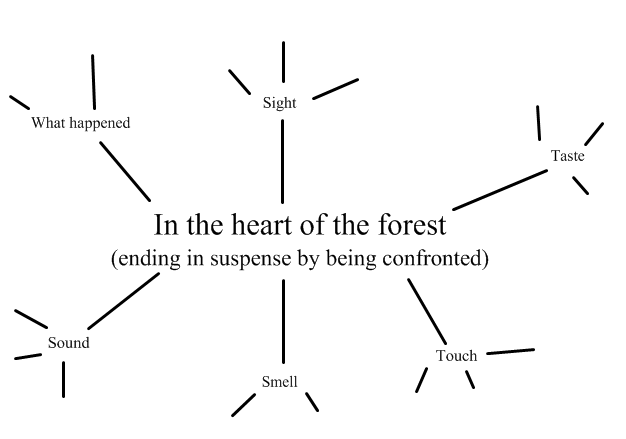 Sight
What happened
Taste
In the heart of the forest
(ending in suspense by being confronted)
Sound
Touch
Smell